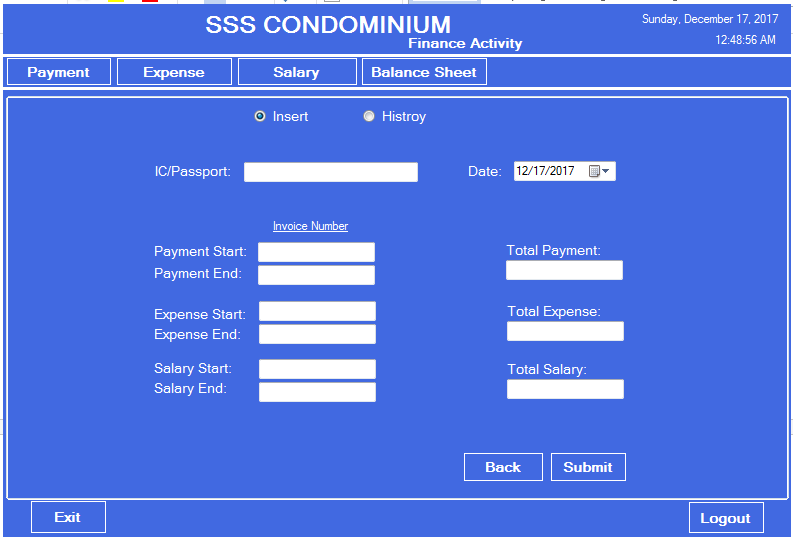 SSS CONDOMINIUM
Sunday, December 17, 2017
Finance Activity
12:48:56 AM
Payment Expense Salary Balance Sheet
Insert Histroy
IC/Passport: Date: 12/17/2017
Invoice Number
Payment Start: Total Payment:
Payment End:
Expense Start: Total Expense:
Expense End:
Salary Start: Total Salary:
Salary End:
Back Submit
Exit Logout